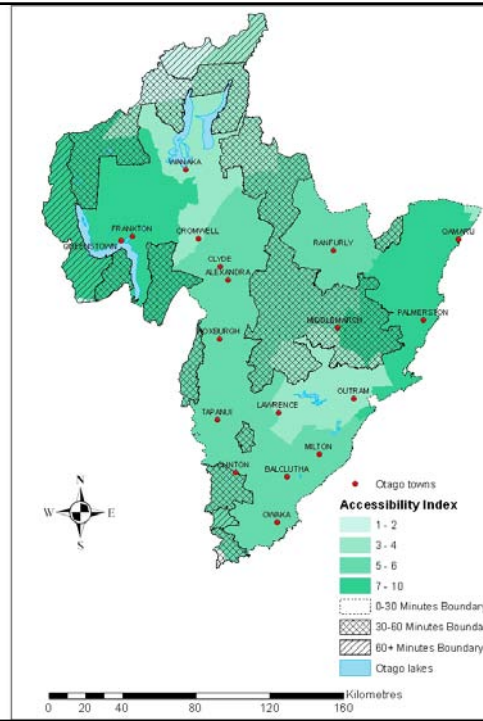 WANAKA
FRANKTON
QUEENSTOWN
CROMWELL
CLYDE
ALEXANDRA
RANFURLY
OAMARU
PALMERSTON
MIDDLEMARCH
ROXBURGH
OUTRAM
LAWRENCE
TAPANUI
MILTON
CLINTON
BALCLUTHA
OWAKA
N
W
E
S
Otago towns
Accessibility Index
1 - 2
3 - 4
5 - 6
7 - 10
0-30 Minutes Boundary
30-60 Minutes Bounda
60+ Minutes Boundary
Otago lakes
Kilometres
0 20 40 80 120 160